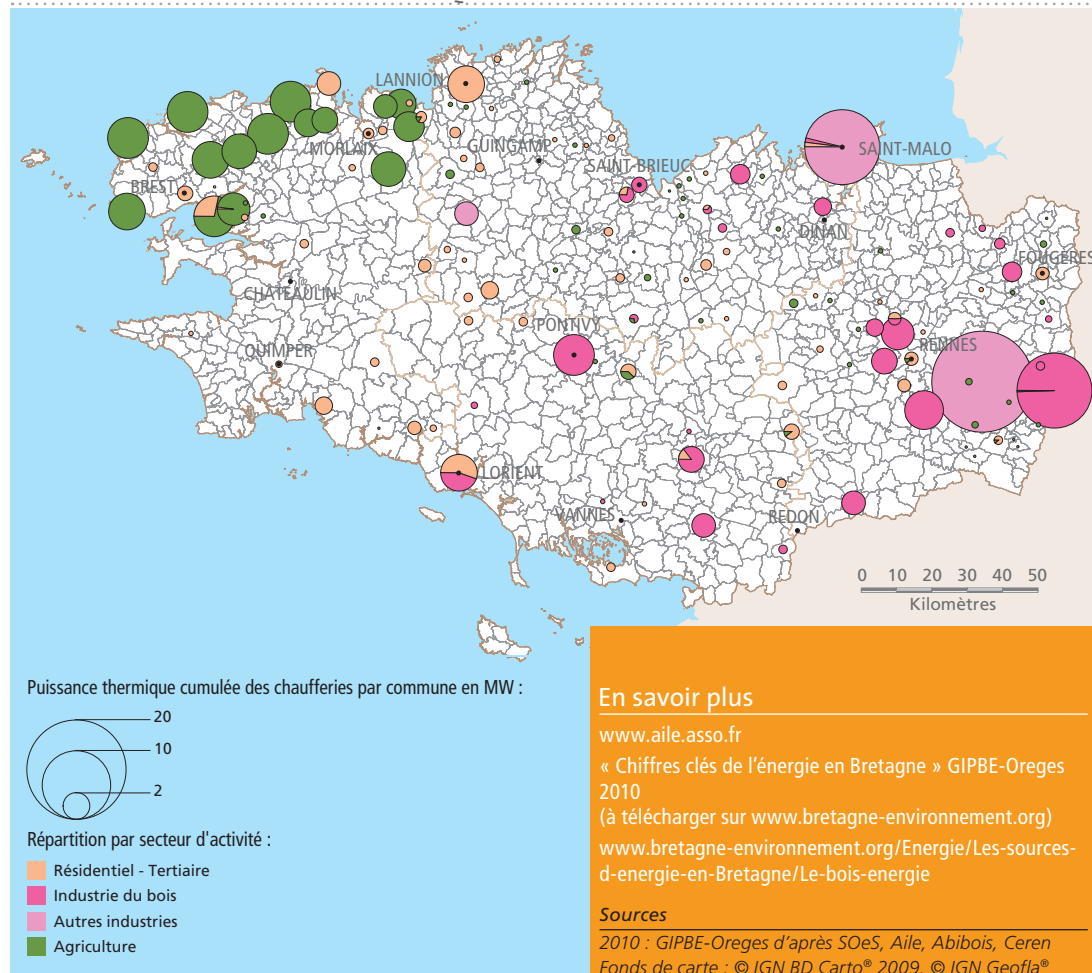 LANNION
MORLAIX
GUINGAMP
SAINT-BRIEUC
SAINT-MALO
BREST
DINAN
FOUGÈRES
CHÂTEAULIN
PONTIVY
RENNES
QUIMPER
LORIENT
VANNES
REDON
0 10 20 30 40 50
Kilomètres
Puissance thermique cumulée des chaufferies par commune en MW :
20
10
2
Répartition par secteur d'activité :
Résidentiel - Tertiaire
Industrie du bois
Autres industries
Agriculture
En savoir plus
www.aile.asso.fr
« Chiffres clés de l'énergie en Bretagne » GIPBE-Oreges
2010
(à télécharger sur www.bretagne-environnement.org)
www.bretagne-environnement.org/Energie/Les-sources-
d-energie-en-Bretagne/Le-bois-energie
Sources
2010 : GIPBE-Oreges d'après SOeS, Aile, Abibois, Ceren
Fonds de carte : © IGN BD Carto® 2009, © IGN Geofla®